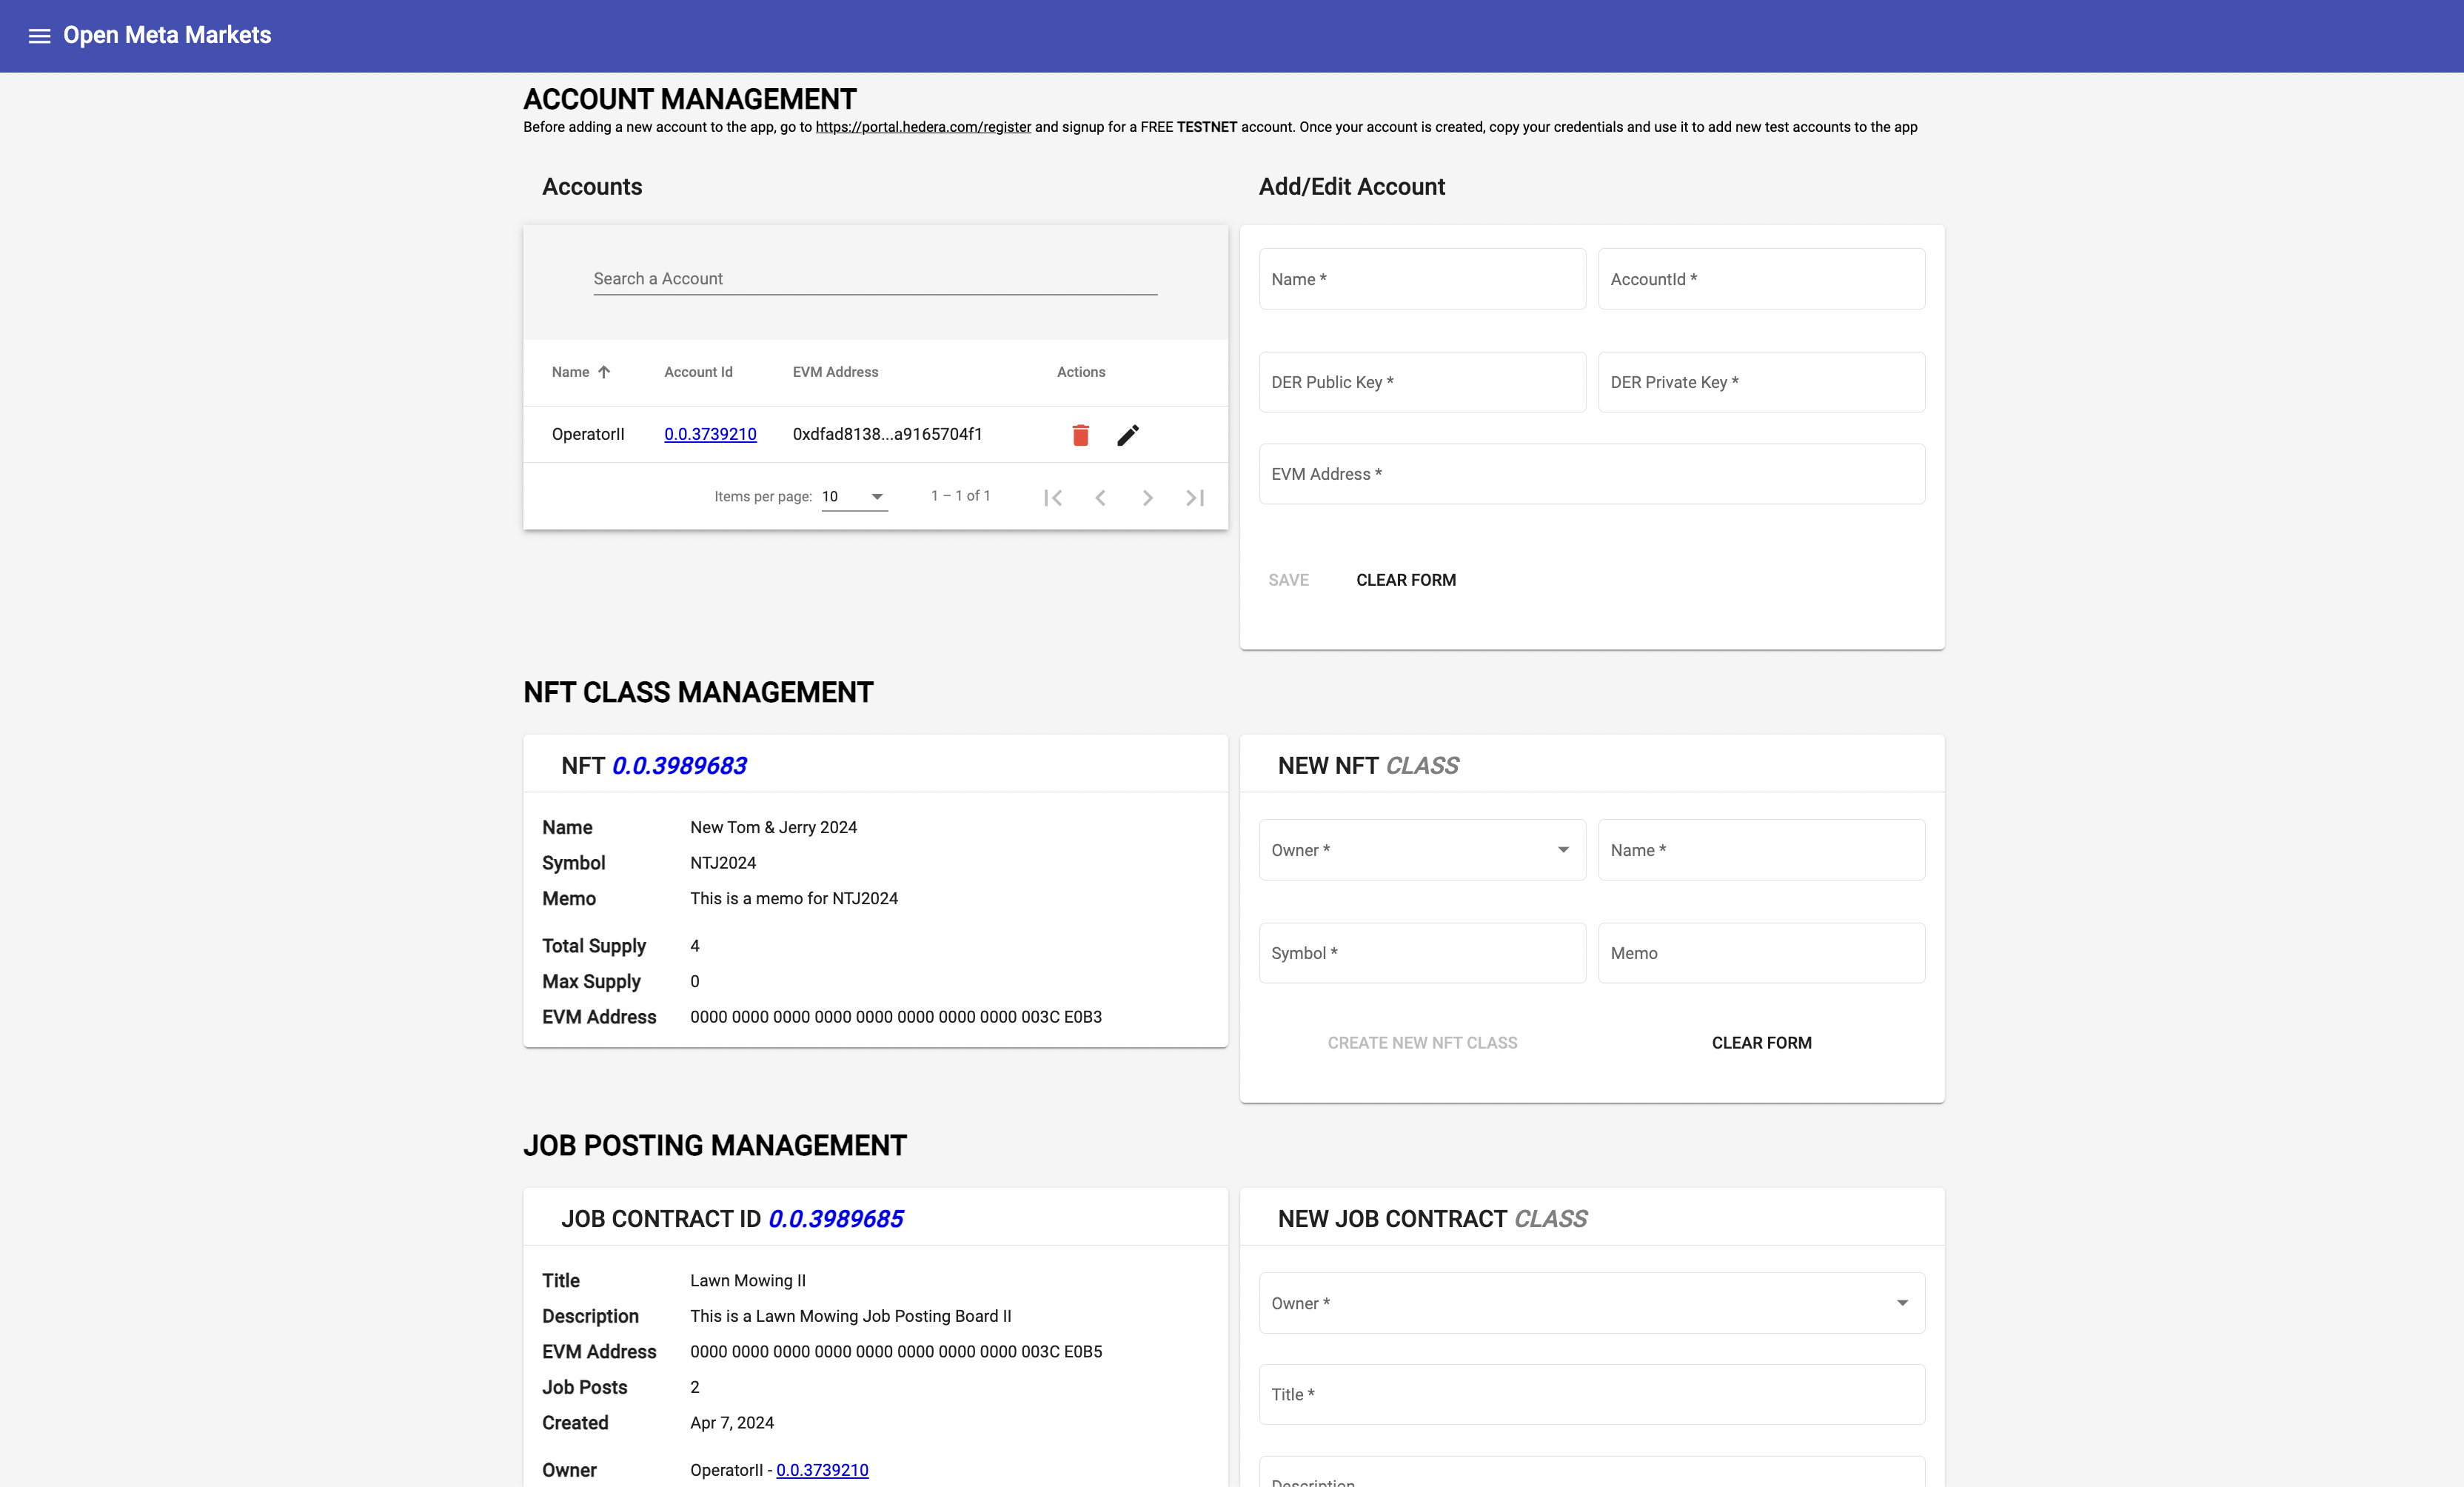 Open Meta Markets
ACCOUNT MANAGEMENT
Before adding a new account to the app, go to https://portal.hedera.com/register and signup for a FREE TESTNET account. Once your account is created, copy your credentials and use it to add new test accounts to the app
Accounts
Search a Account
Name Account Id EVM Address Actions
OperatorII 0.0.3739210 0xdfad8138...a9165704f1
Items per page: 10 1 – 1 of 1
Add/Edit Account
Name * AccountId *
DER Public Key * DER Private Key *
EVM Address *
SAVE CLEAR FORM
NFT CLASS MANAGEMENT
NFT 0.0.3989683
Name New Tom & Jerry 2024
Symbol NTJ2024
Memo This is a memo for NTJ2024
Total Supply 4
Max Supply 0
EVM Address 0000 0000 0000 0000 0000 0000 0000 0000 003C E0B3
NEW NFT CLASS
Owner * Name *
Symbol * Memo
CREATE NEW NFT CLASS CLEAR FORM
JOB POSTING MANAGEMENT
JOB CONTRACT ID 0.0.3989685
Title Lawn Mowing II
Description This is a Lawn Mowing Job Posting Board II
EVM Address 0000 0000 0000 0000 0000 0000 0000 0000 003C E0B5
Job Posts 2
Created Apr 7, 2024
Owner OperatorII - 0.0.3739210
NEW JOB CONTRACT CLASS
Owner *
Title *
Description